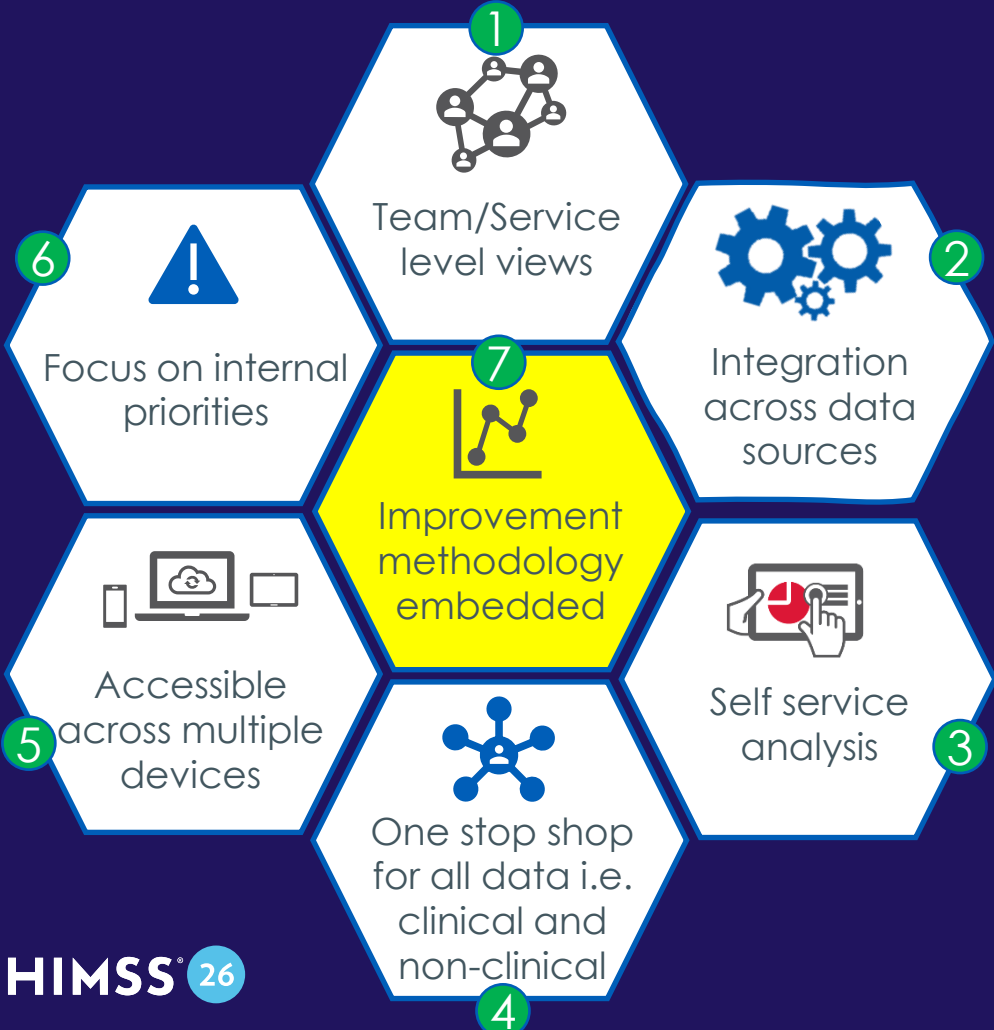 1
Team/Service
level views
2
Integration
across data
sources
3
Self service
analysis
4
One stop shop
for all data i.e.
clinical and
non-clinical
5
Accessible
across multiple
devices
6
Focus on internal
priorities
7
Improvement
methodology
embedded
HIMSS® 26